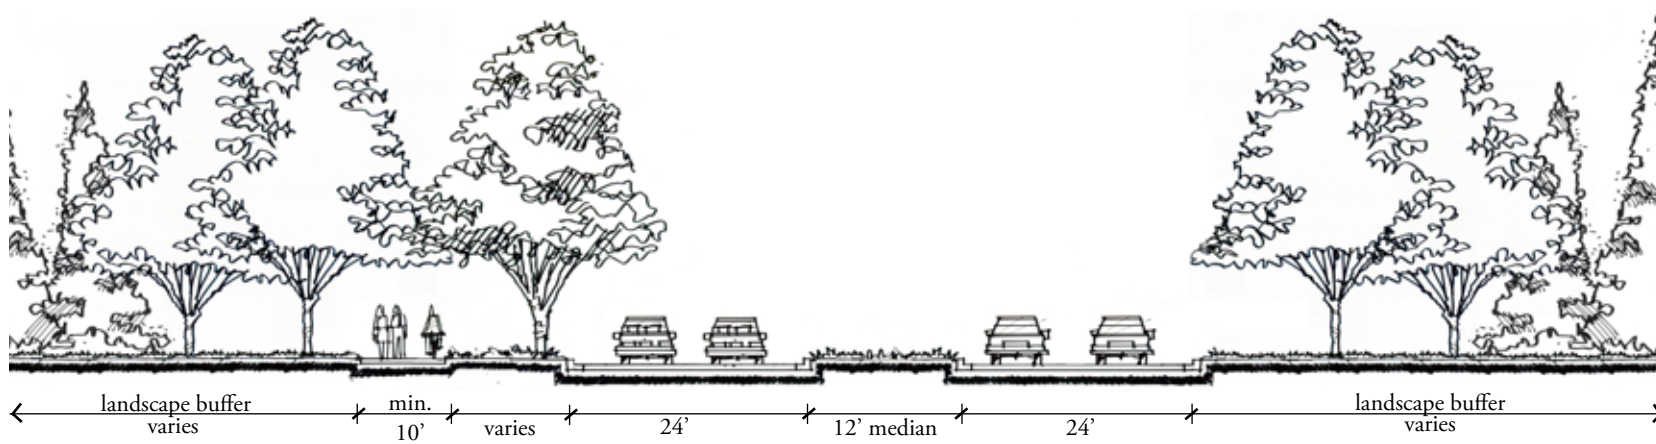 landscape buffer
varies
min.
10’
varies
24’
12’ median
24’
landscape buffer
varies